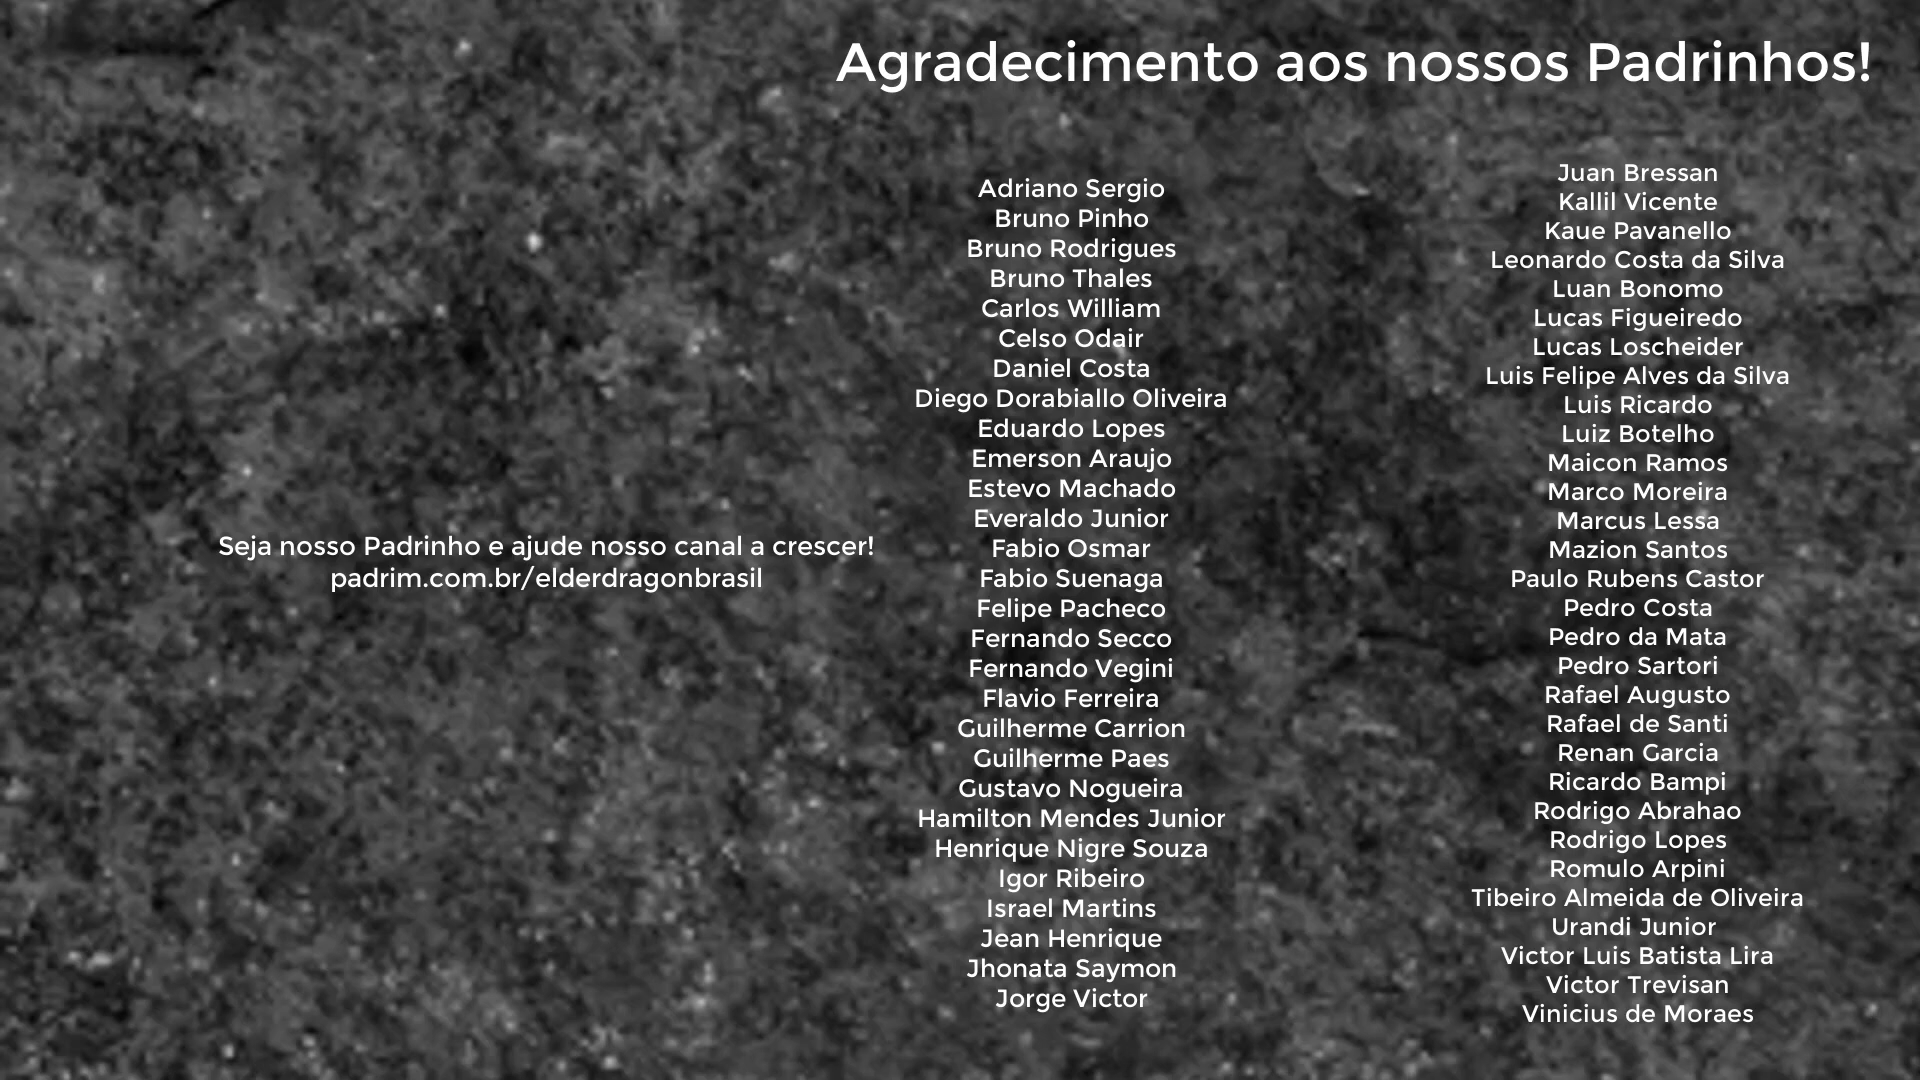 Agradecimento aos nossos Padrinhos!
Seja nosso Padrinho e ajude nosso canal a crescer!
padrim.com.br/elderdragonbrasil
Adriano Sergio
Bruno Pinho
Bruno Rodrigues
Bruno Thales
Carlos William
Celso Odair
Daniel Costa
Diego Dorabiallo Oliveira
Eduardo Lopes
Emerson Araujo
Estevo Machado
Everaldo Junior
Fabio Osmar
Fabio Suenaga
Felipe Pacheco
Fernando Secco
Fernando Vegini
Flavio Ferreira
Guilherme Carrion
Guilherme Paes
Gustavo Nogueira
Hamilton Mendes Junior
Henrique Nigre Souza
Igor Ribeiro
Israel Martins
Jean Henrique
Jhonata Saymon
Jorge Victor
Juan Bressan
Kallil Vicente
Kaue Pavanello
Leonardo Costa da Silva
Luan Bonomo
Lucas Figueiredo
Lucas Loscheider
Luis Felipe Alves da Silva
Luis Ricardo
Luiz Botelho
Maicon Ramos
Marco Moreira
Marcus Lessa
Mazion Santos
Paulo Rubens Castor
Pedro Costa
Pedro da Mata
Pedro Sartori
Rafael Augusto
Rafael de Santi
Renan Garcia
Ricardo Bampi
Rodrigo Abrahao
Rodrigo Lopes
Romulo Arpini
Tibeiro Almeida de Oliveira
Urandi Junior
Victor Luis Batista Lira
Victor Trevisan
Vinicius de Moraes